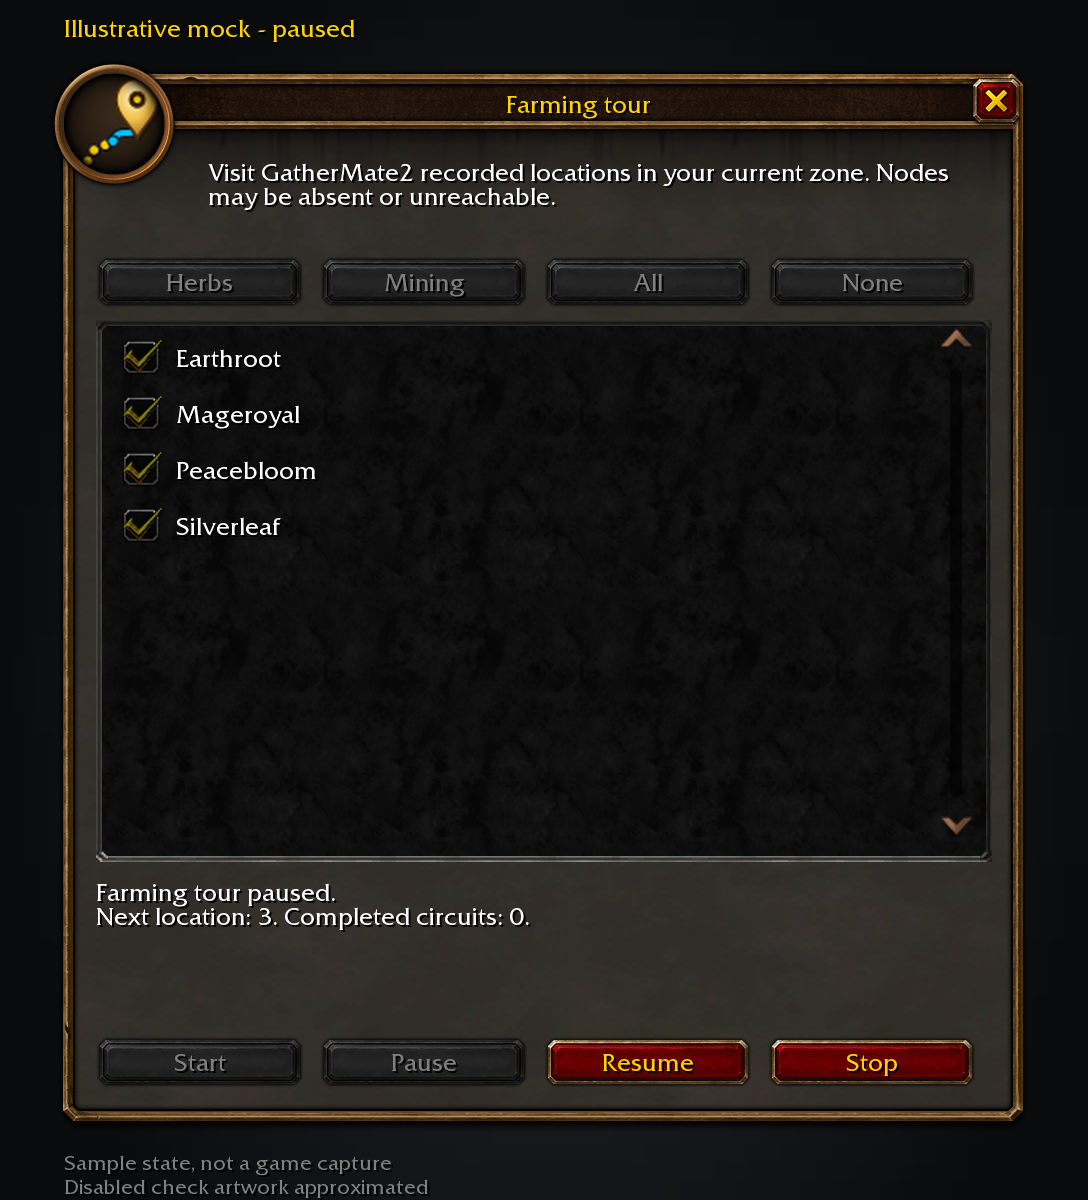 Illustrative mock - paused
Farming tour
Visit GatherMate2 recorded locations in your current zone. Nodes
may be absent or unreachable.
Herbs Mining All None
Earthroot
Mageroyal
Peacebloom
Silverleaf
Farming tour paused.
Next location: 3. Completed circuits: 0.
Start Pause Resume Stop
Sample state, not a game capture
Disabled check artwork approximated